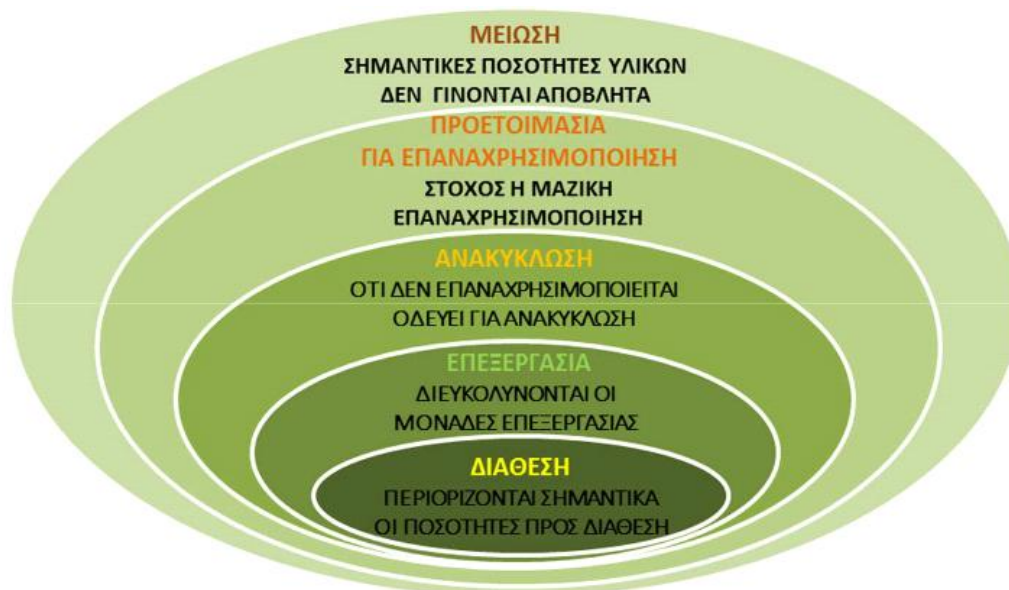 ΜΕΙΩΣΗ
ΣΗΜΑΝΤΙΚΕΣ ΠΟΣΟΤΗΤΕΣ ΥΛΙΚΩΝ
ΔΕΝ ΓΙΝΟΝΤΑΙ ΑΠΟΒΛΗΤΑ
ΠΡΟΕΤΟΙΜΑΣΙΑ
ΓΙΑ ΕΠΑΝΑΧΡΗΣΙΜΟΠΟΙΗΣΗ
ΣΤΟΧΟΣ Η ΜΑΖΙΚΗ
ΕΠΑΝΑΧΡΗΣΙΜΟΠΟΙΗΣΗ
ΑΝΑΚΥΚΛΩΣΗ
ΟΤΙ ΔΕΝ ΕΠΑΝΑΧΡΗΣΙΜΟΠΟΙΕΙΤΑΙ
ΟΔΕΥΕΙ ΓΙΑ ΑΝΑΚΥΚΛΩΣΗ
ΕΠΕΞΕΡΓΑΣΙΑ
ΔΙΕΥΚΟΛΥΝΟΝΤΑΙ ΟΙ
ΜΟΝΑΔΕΣ ΕΠΕΞΕΡΓΑΣΙΑΣ
ΔΙΑΘΕΣΗ
ΠΕΡΙΟΡΙΖΟΝΤΑΙ ΣΗΜΑΝΤΙΚΑ
ΟΙ ΠΟΣΟΤΗΤΕΣ ΠΡΟΣ ΔΙΑΘΕΣΗ